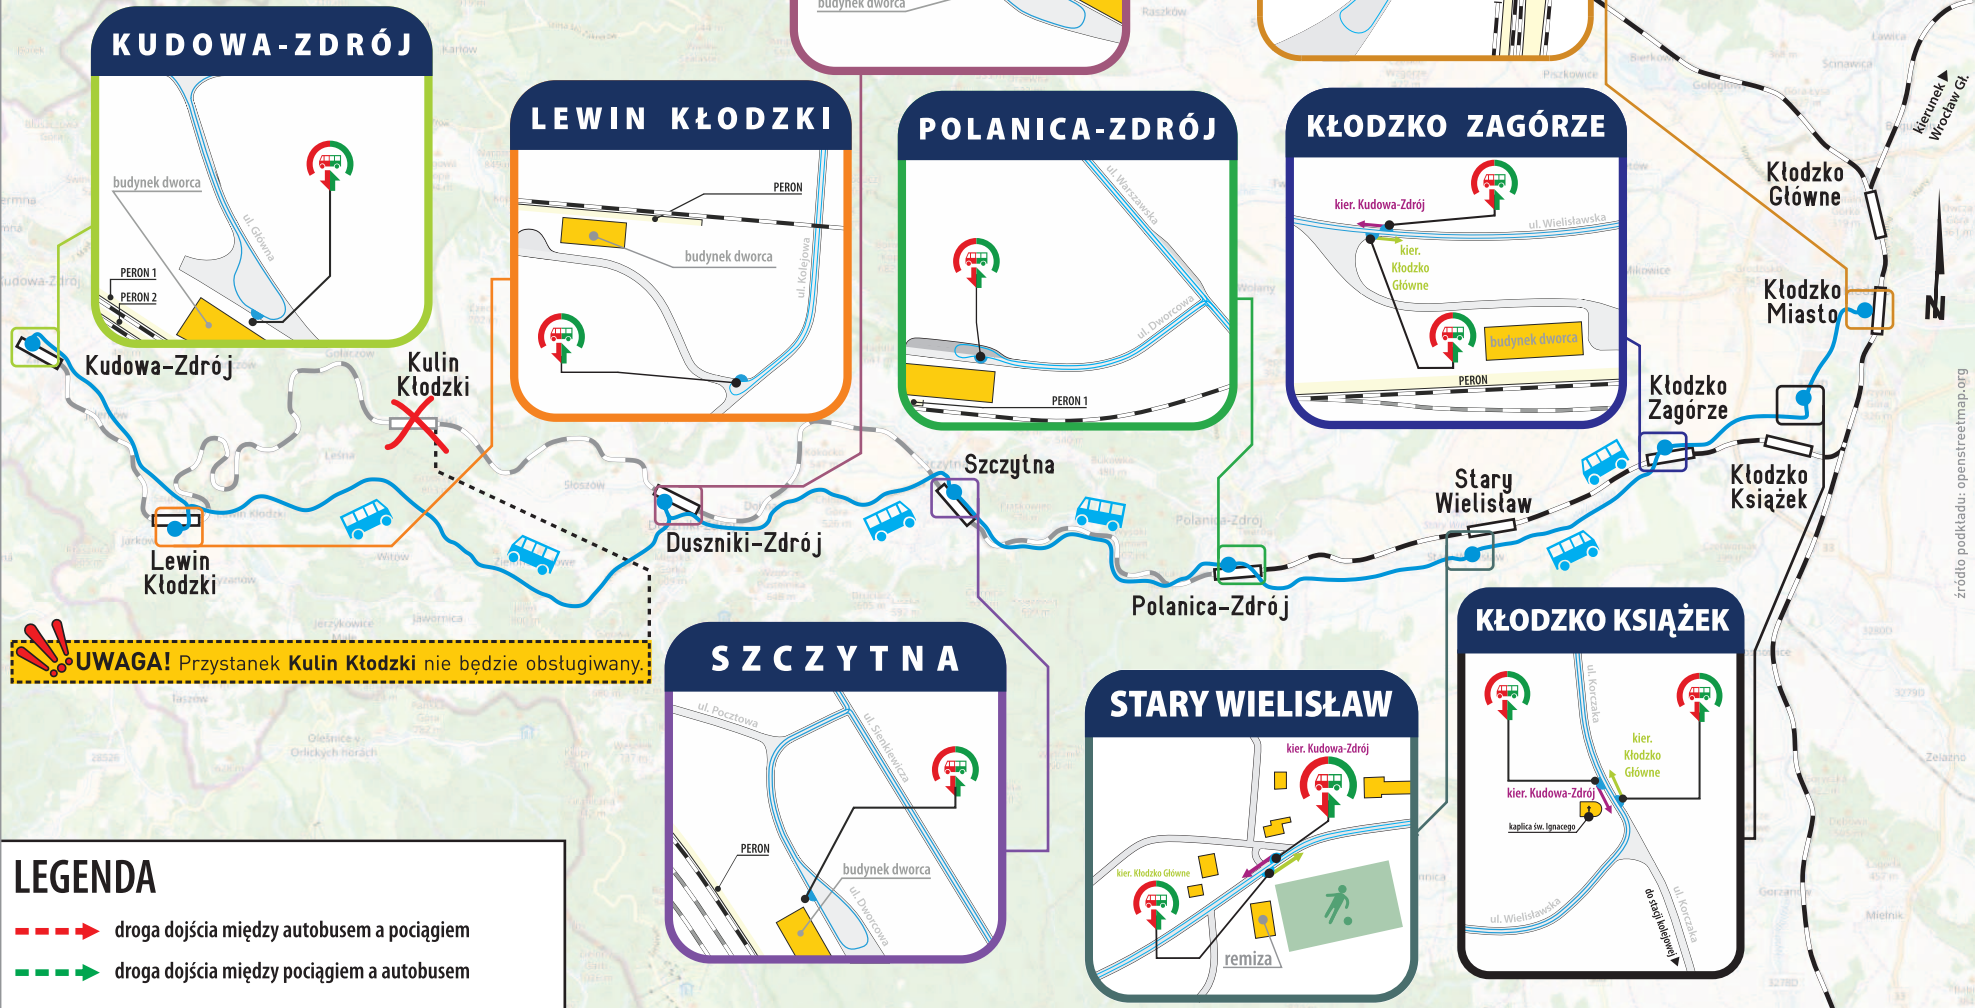 budynek dworca
KUDOWA-ZDRÓJ
budynek dworca
ul. Główna
PERON 1
PERON 2
LEWIN KŁODZKI
PERON
budynek dworca
ul. Kolejowa
POLANICA-ZDRÓJ
ul. Warszawska
ul. Dworcowa
PERON 1
KŁODZKO ZAGÓRZE
kier. Kudowa-Zdrój
ul. Wielisławska
kier.
Kłodzko
Główne
budynek dworca
PERON
kierunek
Wrocław Gł.
Kłodzko
Główne
Kłodzko
Miasto
N
Kudowa-Zdrój
Kulin
Kłodzki
Kłodzko
Zagórze
Szczytna
Stary
Wielisław
Kłodzko
Książek
Duszniki-Zdrój
Lewin
Kłodzki
Polanica-Zdrój
źródło podkładu: openstreetmap.org
UWAGA! Przystanek Kulin Kłodzki nie będzie obsługiwany.
SZCZYTNA
ul. Pocztowa
ul. Sienkiewicza
PERON
budynek dworca
ul. Dworcowa
STARY WIELISŁAW
kier. Kudowa-Zdrój
kier. Kłodzko Główne
remiza
KŁODZKO KSIĄŻEK
ul. Korczaka
kier.
Kłodzko
Główne
kier. Kudowa-Zdrój
kaplica św. Ignacego
ul. Wielisławska
do stacji kolejowej
ul. Korczaka
LEGENDA
droga dojścia między autobusem a pociągiem
droga dojścia między pociągiem a autobusem